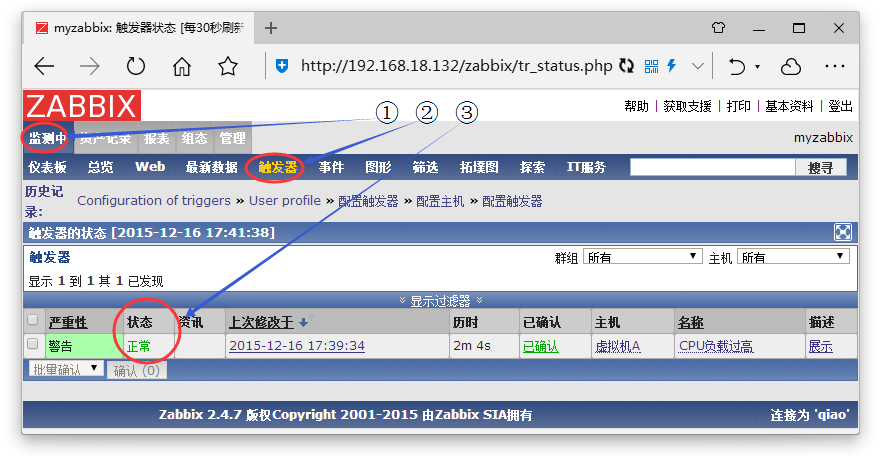 myzabbix: 触发器状态 [每30秒刷新
http://192.168.18.132/zabbix/tr_status.php
ZABBIX
① ② ③
帮助 | 获取支援 | 打印 | 基本资料 | 登出
监测中 资产记录 报表 组态 管理
myzabbix
仪表板 总览 Web 最新数据 触发器 事件 图形 筛选 拓墣图 探索 IT服务 搜寻
历史记录: Configuration of triggers » User profile » 配置触发器 » 配置主机 » 配置触发器
触发器的状态 [2015-12-16 17:41:38]
触发器 群组 所有 主机 所有
显示 1 到 1 其 1 已发现
显示过滤器
严重性 状态 资讯 上次修改于 历时 已确认 主机 名称 描述
警告 正常 2015-12-16 17:39:34 2m 4s 已确认 虚拟机A CPU负载过高 展示
批量确认 确认 (0)
Zabbix 2.4.7 版权Copyright 2001-2015 由Zabbix SIA拥有 连接为 'qiao'